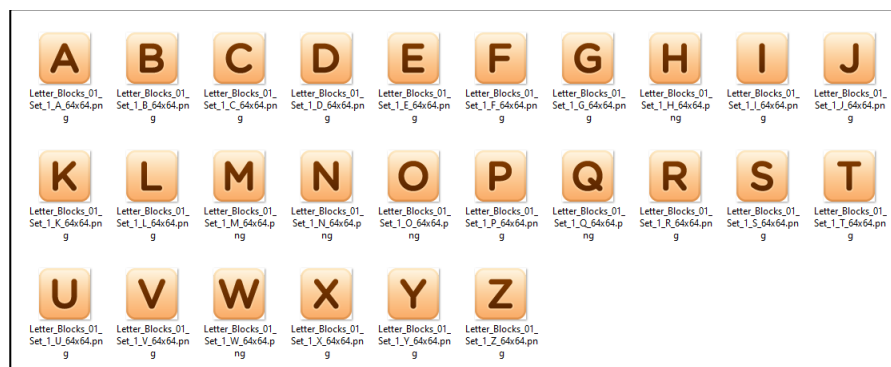 A B C D E F G H I J
Letter_Blocks_01_ Letter_Blocks_01_ Letter_Blocks_01_ Letter_Blocks_01_ Letter_Blocks_01_ Letter_Blocks_01_ Letter_Blocks_01_ Letter_Blocks_01_ Letter_Blocks_01_ Letter_Blocks_01_
Set_1_A_64x64.pn Set_1_B_64x64.pn Set_1_C_64x64.pn Set_1_D_64x64.pn Set_1_E_64x64.pn Set_1_F_64x64.pn Set_1_G_64x64.pn Set_1_H_64x64.p Set_1_I_64x64.pn Set_1_J_64x64.pn
g g g g g g g ng g g
K L M N O P Q R S T
Letter_Blocks_01_ Letter_Blocks_01_ Letter_Blocks_01_ Letter_Blocks_01_ Letter_Blocks_01_ Letter_Blocks_01_ Letter_Blocks_01_ Letter_Blocks_01_ Letter_Blocks_01_ Letter_Blocks_01_
Set_1_K_64x64.pn Set_1_L_64x64.pn Set_1_M_64x64.p Set_1_N_64x64.p Set_1_O_64x64.p Set_1_P_64x64.pn Set_1_Q_64x64.p Set_1_R_64x64.pn Set_1_S_64x64.pn Set_1_T_64x64.pn
g g ng ng ng g ng g g g
U V W X Y Z
Letter_Blocks_01_ Letter_Blocks_01_ Letter_Blocks_01_ Letter_Blocks_01_ Letter_Blocks_01_ Letter_Blocks_01_
Set_1_U_64x64.pn Set_1_V_64x64.pn Set_1_W_64x64.p Set_1_X_64x64.pn Set_1_Y_64x64.pn Set_1_Z_64x64.pn
g g ng g g g